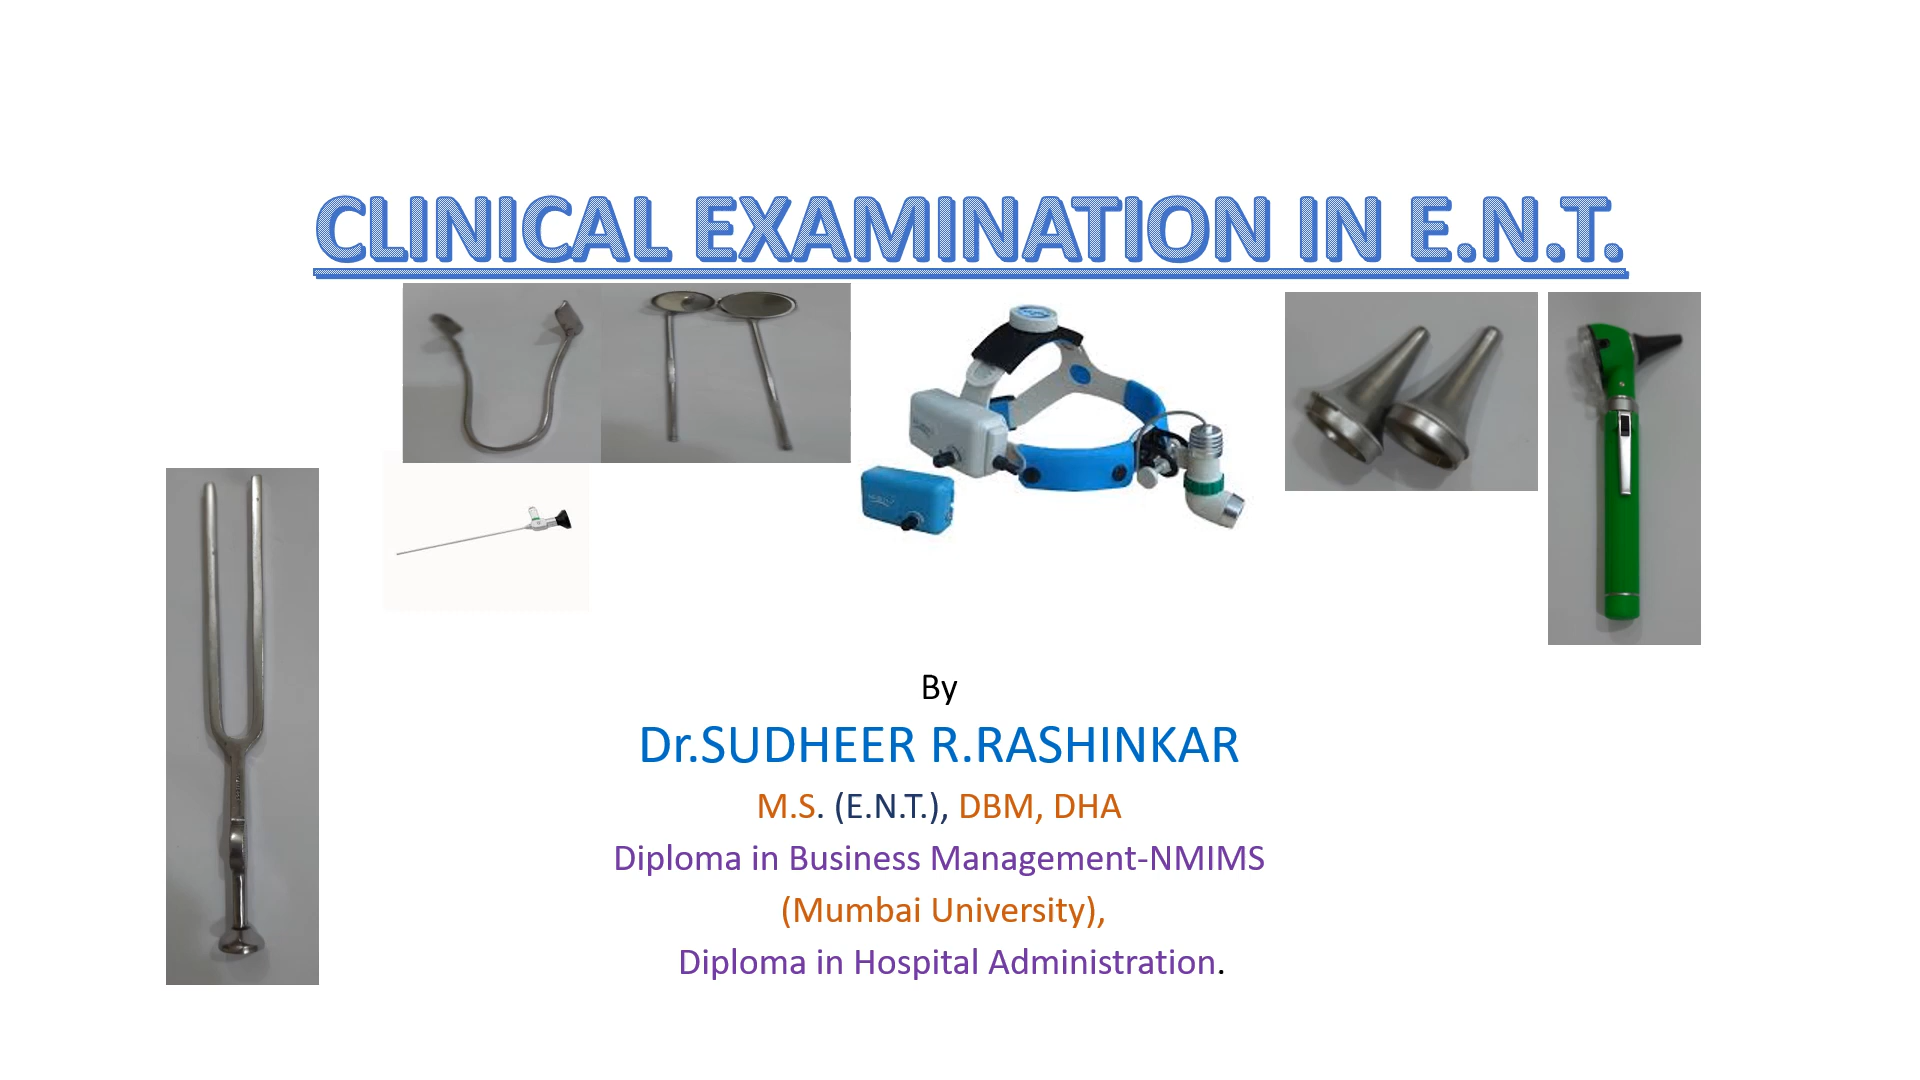 CLINICAL EXAMINATION IN E.N.T.
By
Dr.SUDHEER R.RASHINKAR
M.S. (E.N.T.), DBM, DHA
Diploma in Business Management-NMIMS
(Mumbai University),
Diploma in Hospital Administration.